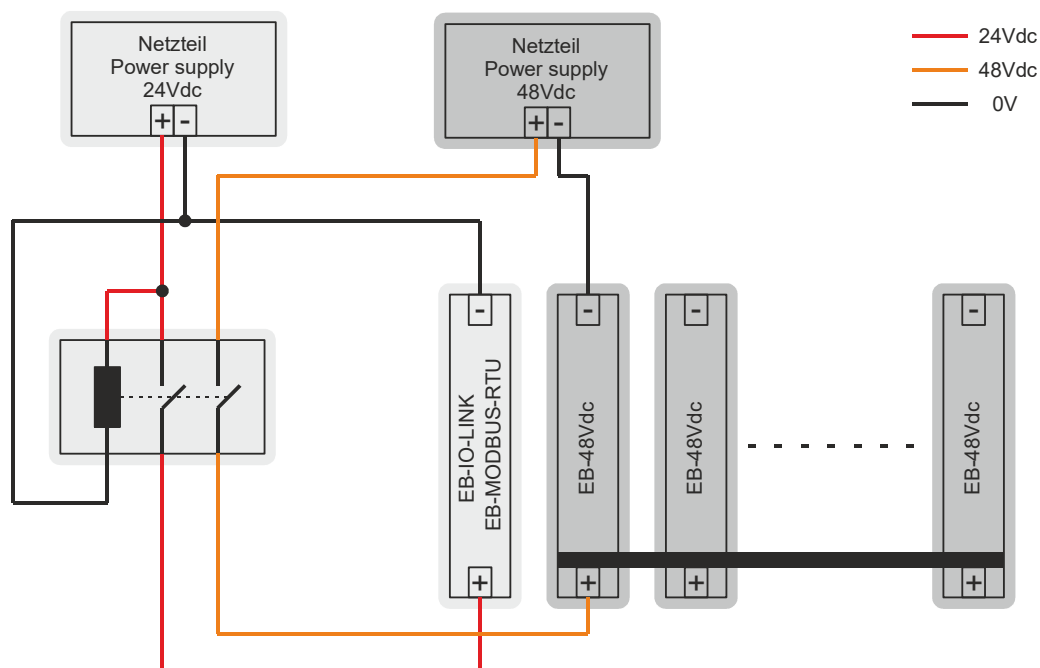 Netzteil
Power supply
24Vdc
+ -
Netzteil
Power supply
48Vdc
+ -
24Vdc
48Vdc
0V
-
EB-IO-LINK
EB-MODBUS-RTU
+
-
EB-48Vdc
+
-
EB-48Vdc
+
-
EB-48Vdc
+